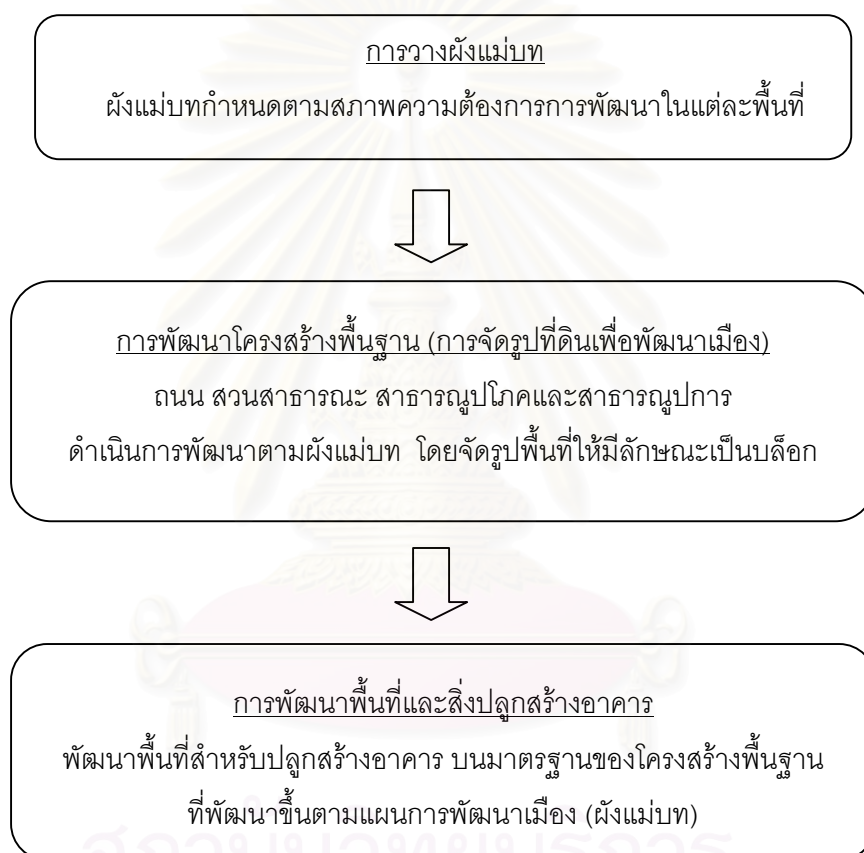 การวางผังแม่บท
ผังแม่บทกำหนดตามสภาพความต้องการการพัฒนาในแต่ละพื้นที่
การพัฒนาโครงสร้างพื้นฐาน (การจัดรูปที่ดินเพื่อพัฒนาเมือง)
ถนน สวนสาธารณะ สาธารณูปโภคและสาธารณูปการ
ดำเนินการพัฒนาตามผังแม่บท โดยจัดรูปพื้นที่ให้มีลักษณะเป็นบล็อก
การพัฒนาพื้นที่และสิ่งปลูกสร้างอาคาร
พัฒนาพื้นที่สำหรับปลูกสร้างอาคาร บนมาตรฐานของโครงสร้างพื้นฐาน
ที่พัฒนาขึ้นตามแผนการพัฒนาเมือง (ผังแม่บท)
สถาบันวิทยบริการ